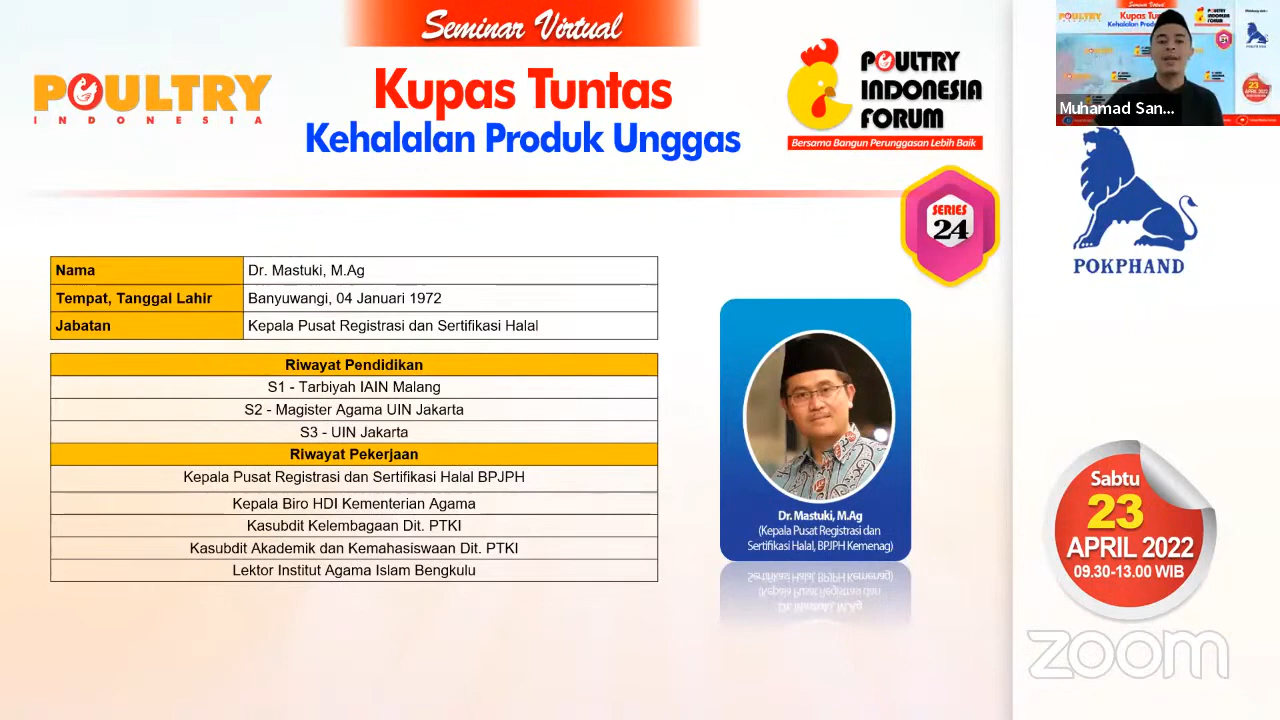 Seminar Virtual
POULTRY
INDONESIA
Kupas Tuntas
Kehalalan Produk Unggas
POULTRY
INDONESIA
FORUM
Bersama Bangun Perunggasan Lebih Baik
SERIES
24
Muhamad San...
POKPHAND
Nama
Dr. Mastuki, M.Ag
Tempat, Tanggal Lahir
Banyuwangi, 04 Januari 1972
Jabatan
Kepala Pusat Registrasi dan Sertifikasi Halal
Riwayat Pendidikan
S1 - Tarbiyah IAIN Malang
S2 - Magister Agama UIN Jakarta
S3 - UIN Jakarta
Riwayat Pekerjaan
Kepala Pusat Registrasi dan Sertifikasi Halal BPJPH
Kepala Biro HDI Kementerian Agama
Kasubdit Kelembagaan Dit. PTKI
Kasubdit Akademik dan Kemahasiswaan Dit. PTKI
Lektor Institut Agama Islam Bengkulu
Dr. Mastuki, M.Ag
(Kepala Pusat Registrasi dan
Sertifikasi Halal, BPJPH Kemenag)
Sabtu
23
APRIL 2022
09.30-13.00 WIB
zoom